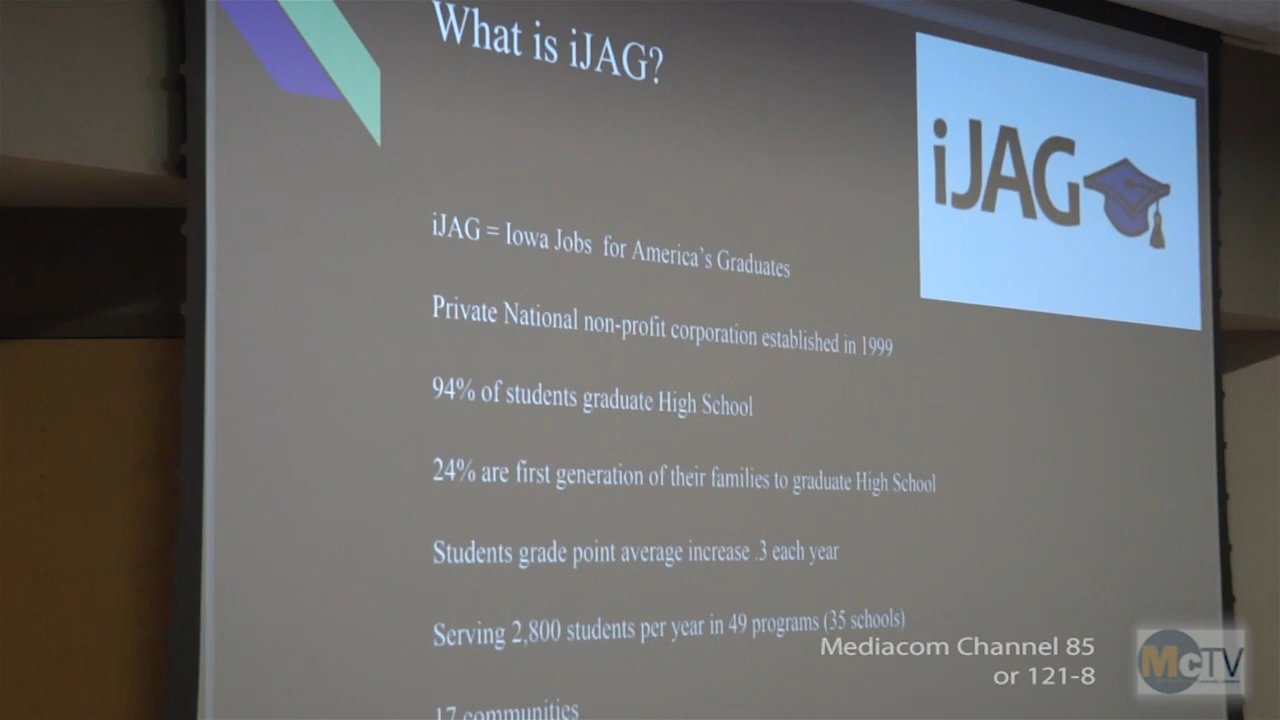 What is iJAG?
iJAG
iJAG = Iowa Jobs for America's Graduates
Private National non-profit corporation established in 1999
94% of students graduate High School
24% are first generation of their families to graduate High School
Students grade point average increase .3 each year
Serving 2,800 students per year in 49 programs (35 schools)
17 communities
Mediacom Channel 85
or 121-8
McTV